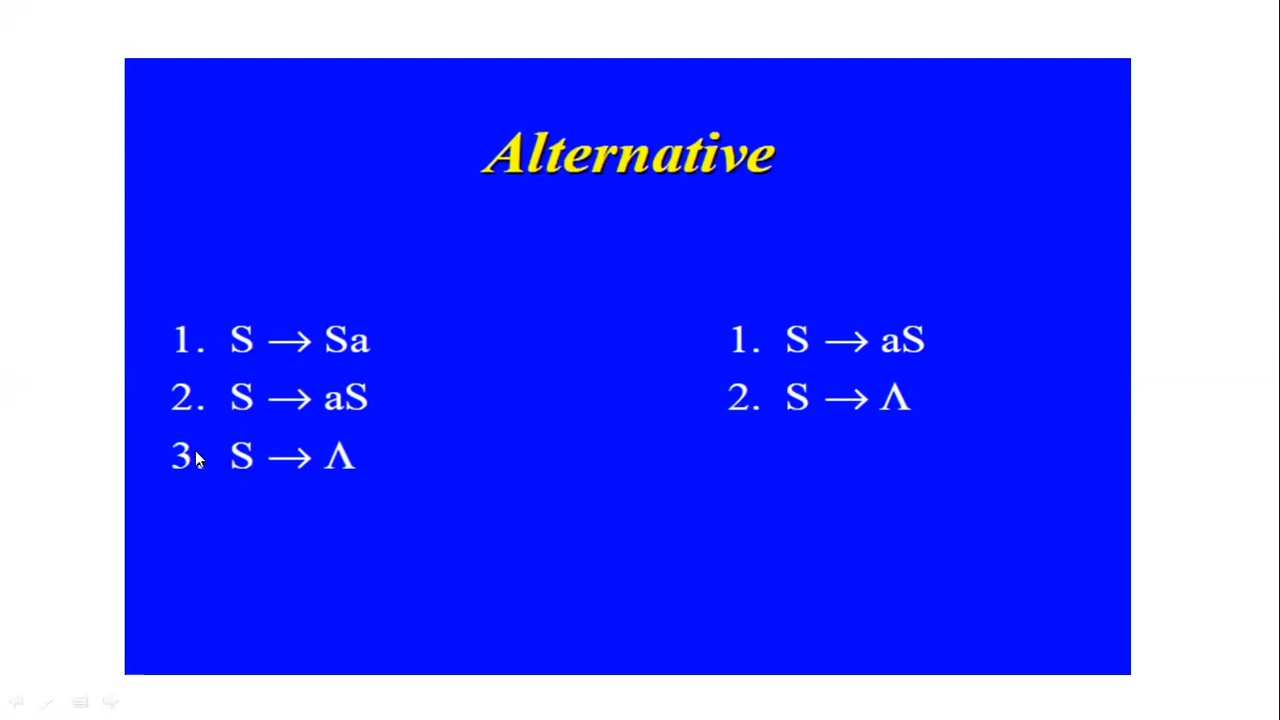 Alternative
1. S → Sa
2. S → aS
3. S → Λ
1. S → aS
2. S → Λ